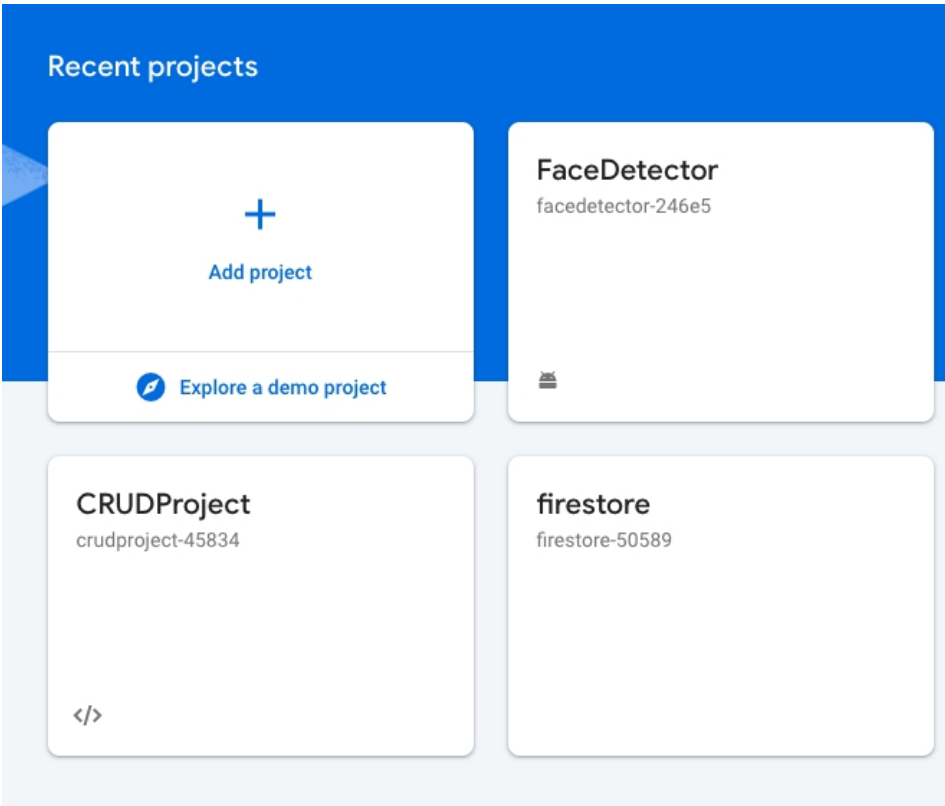 Recent projects
Add project
Explore a demo project
FaceDetector
facedetector-246e5
CRUDProject
crudproject-45834
firestore
firestore-50589